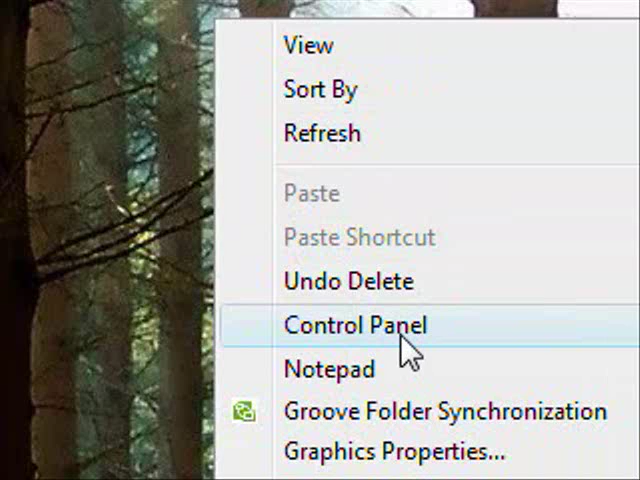 View
Sort By
Refresh
Paste
Paste Shortcut
Undo Delete
Control Panel
Notepad
Groove Folder Synchronization
Graphics Properties...